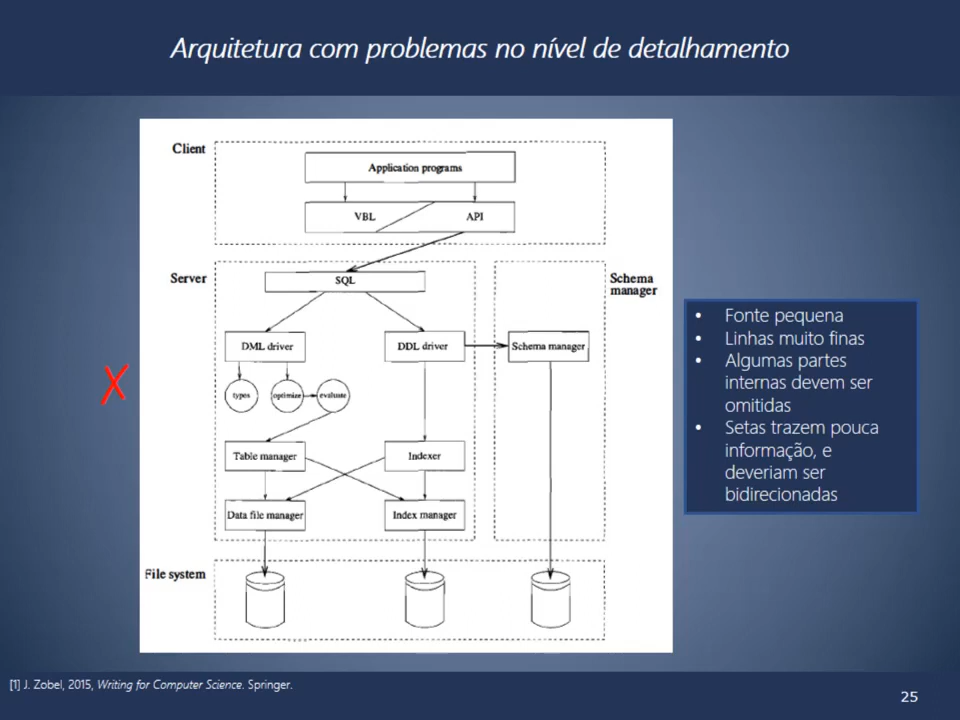 Arquitetura com problemas no nível de detalhamento
Client
Application programs
VBL
API
Server
SQL
Schema
manager
DML driver
DDL driver
Schema manager
types
optimize
evaluate
Table manager
Indexer
Data file manager
Index manager
File system
X
• Fonte pequena
• Linhas muito finas
• Algumas partes
internas devem ser
omitidas
• Setas trazem pouca
informação, e
deveriam ser
bidirecionadas
[1] J. Zobel, 2015, Writing for Computer Science. Springer.
25